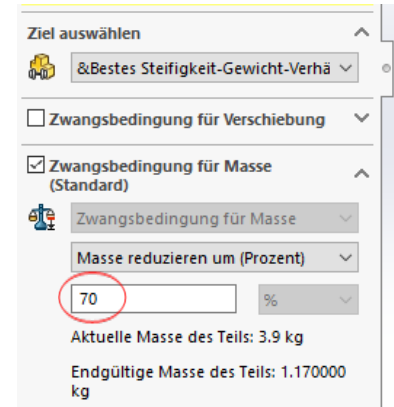 Ziel auswählen
&Bestes Steifigkeit-Gewicht-Verhä
Zwangsbedingung für Verschiebung
Zwangsbedingung für Masse
(Standard)
Zwangsbedingung für Masse
Masse reduzieren um (Prozent)
70 %
Aktuelle Masse des Teils: 3.9 kg
Endgültige Masse des Teils: 1.170000
kg